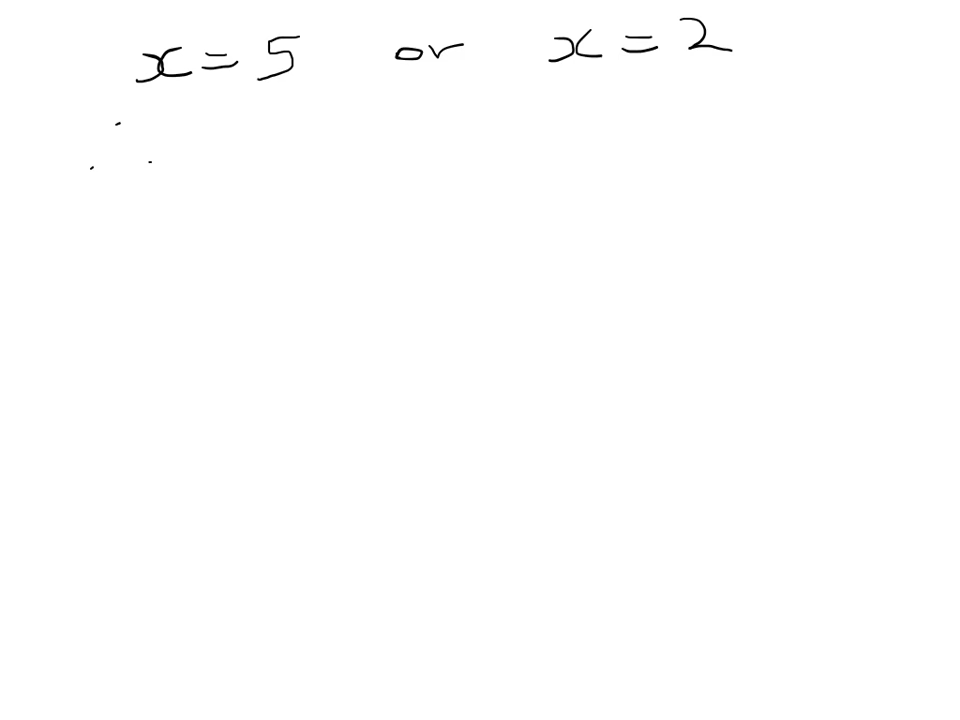 x = 5 or x = 2
∴